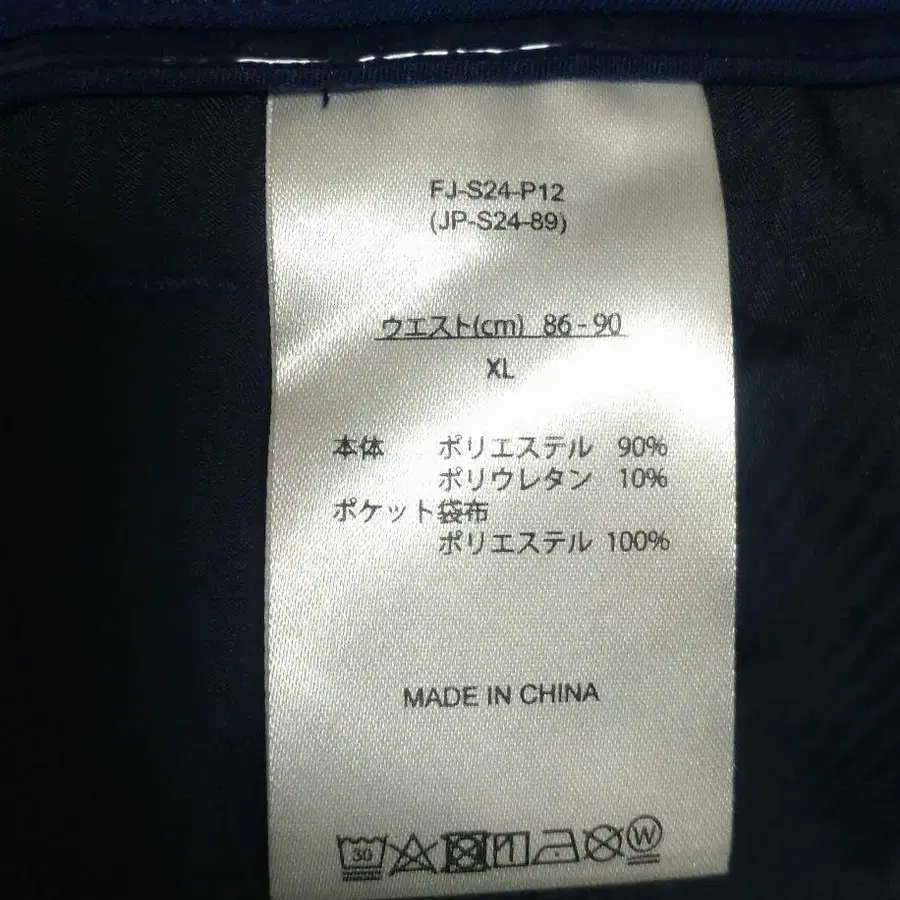 FJ-S24-P12
(JP-S24-89)
ウエスト(cm) 86-90
XL
本体 ポリエステル 90%
ポリウレタン 10%
ポケット袋布
ポリエステル 100%
MADE IN CHINA
30
W